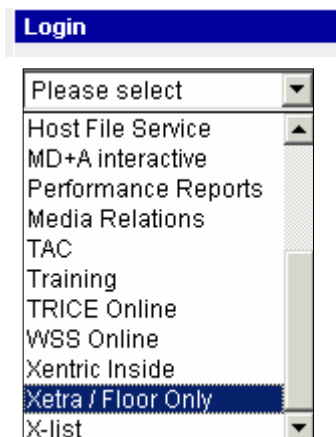 Login
Please select
Host File Service
MD+A interactive
Performance Reports
Media Relations
TAC
Training
TRICE Online
WSS Online
Xentric Inside
Xetra / Floor Only
X-list